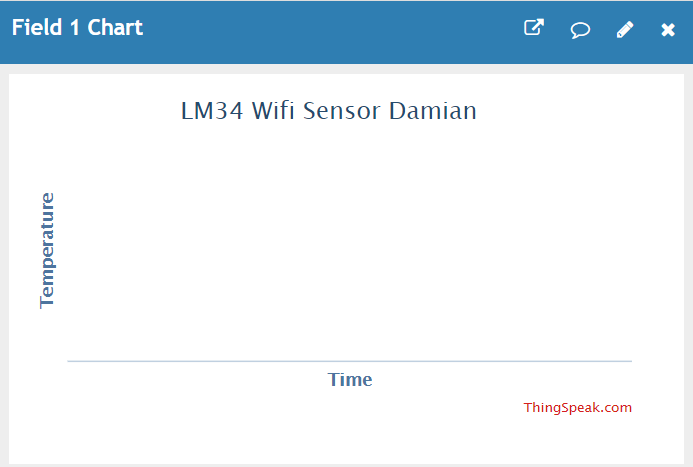 Field 1 Chart
LM34 Wifi Sensor Damian
Temperature
Time
ThingSpeak.com